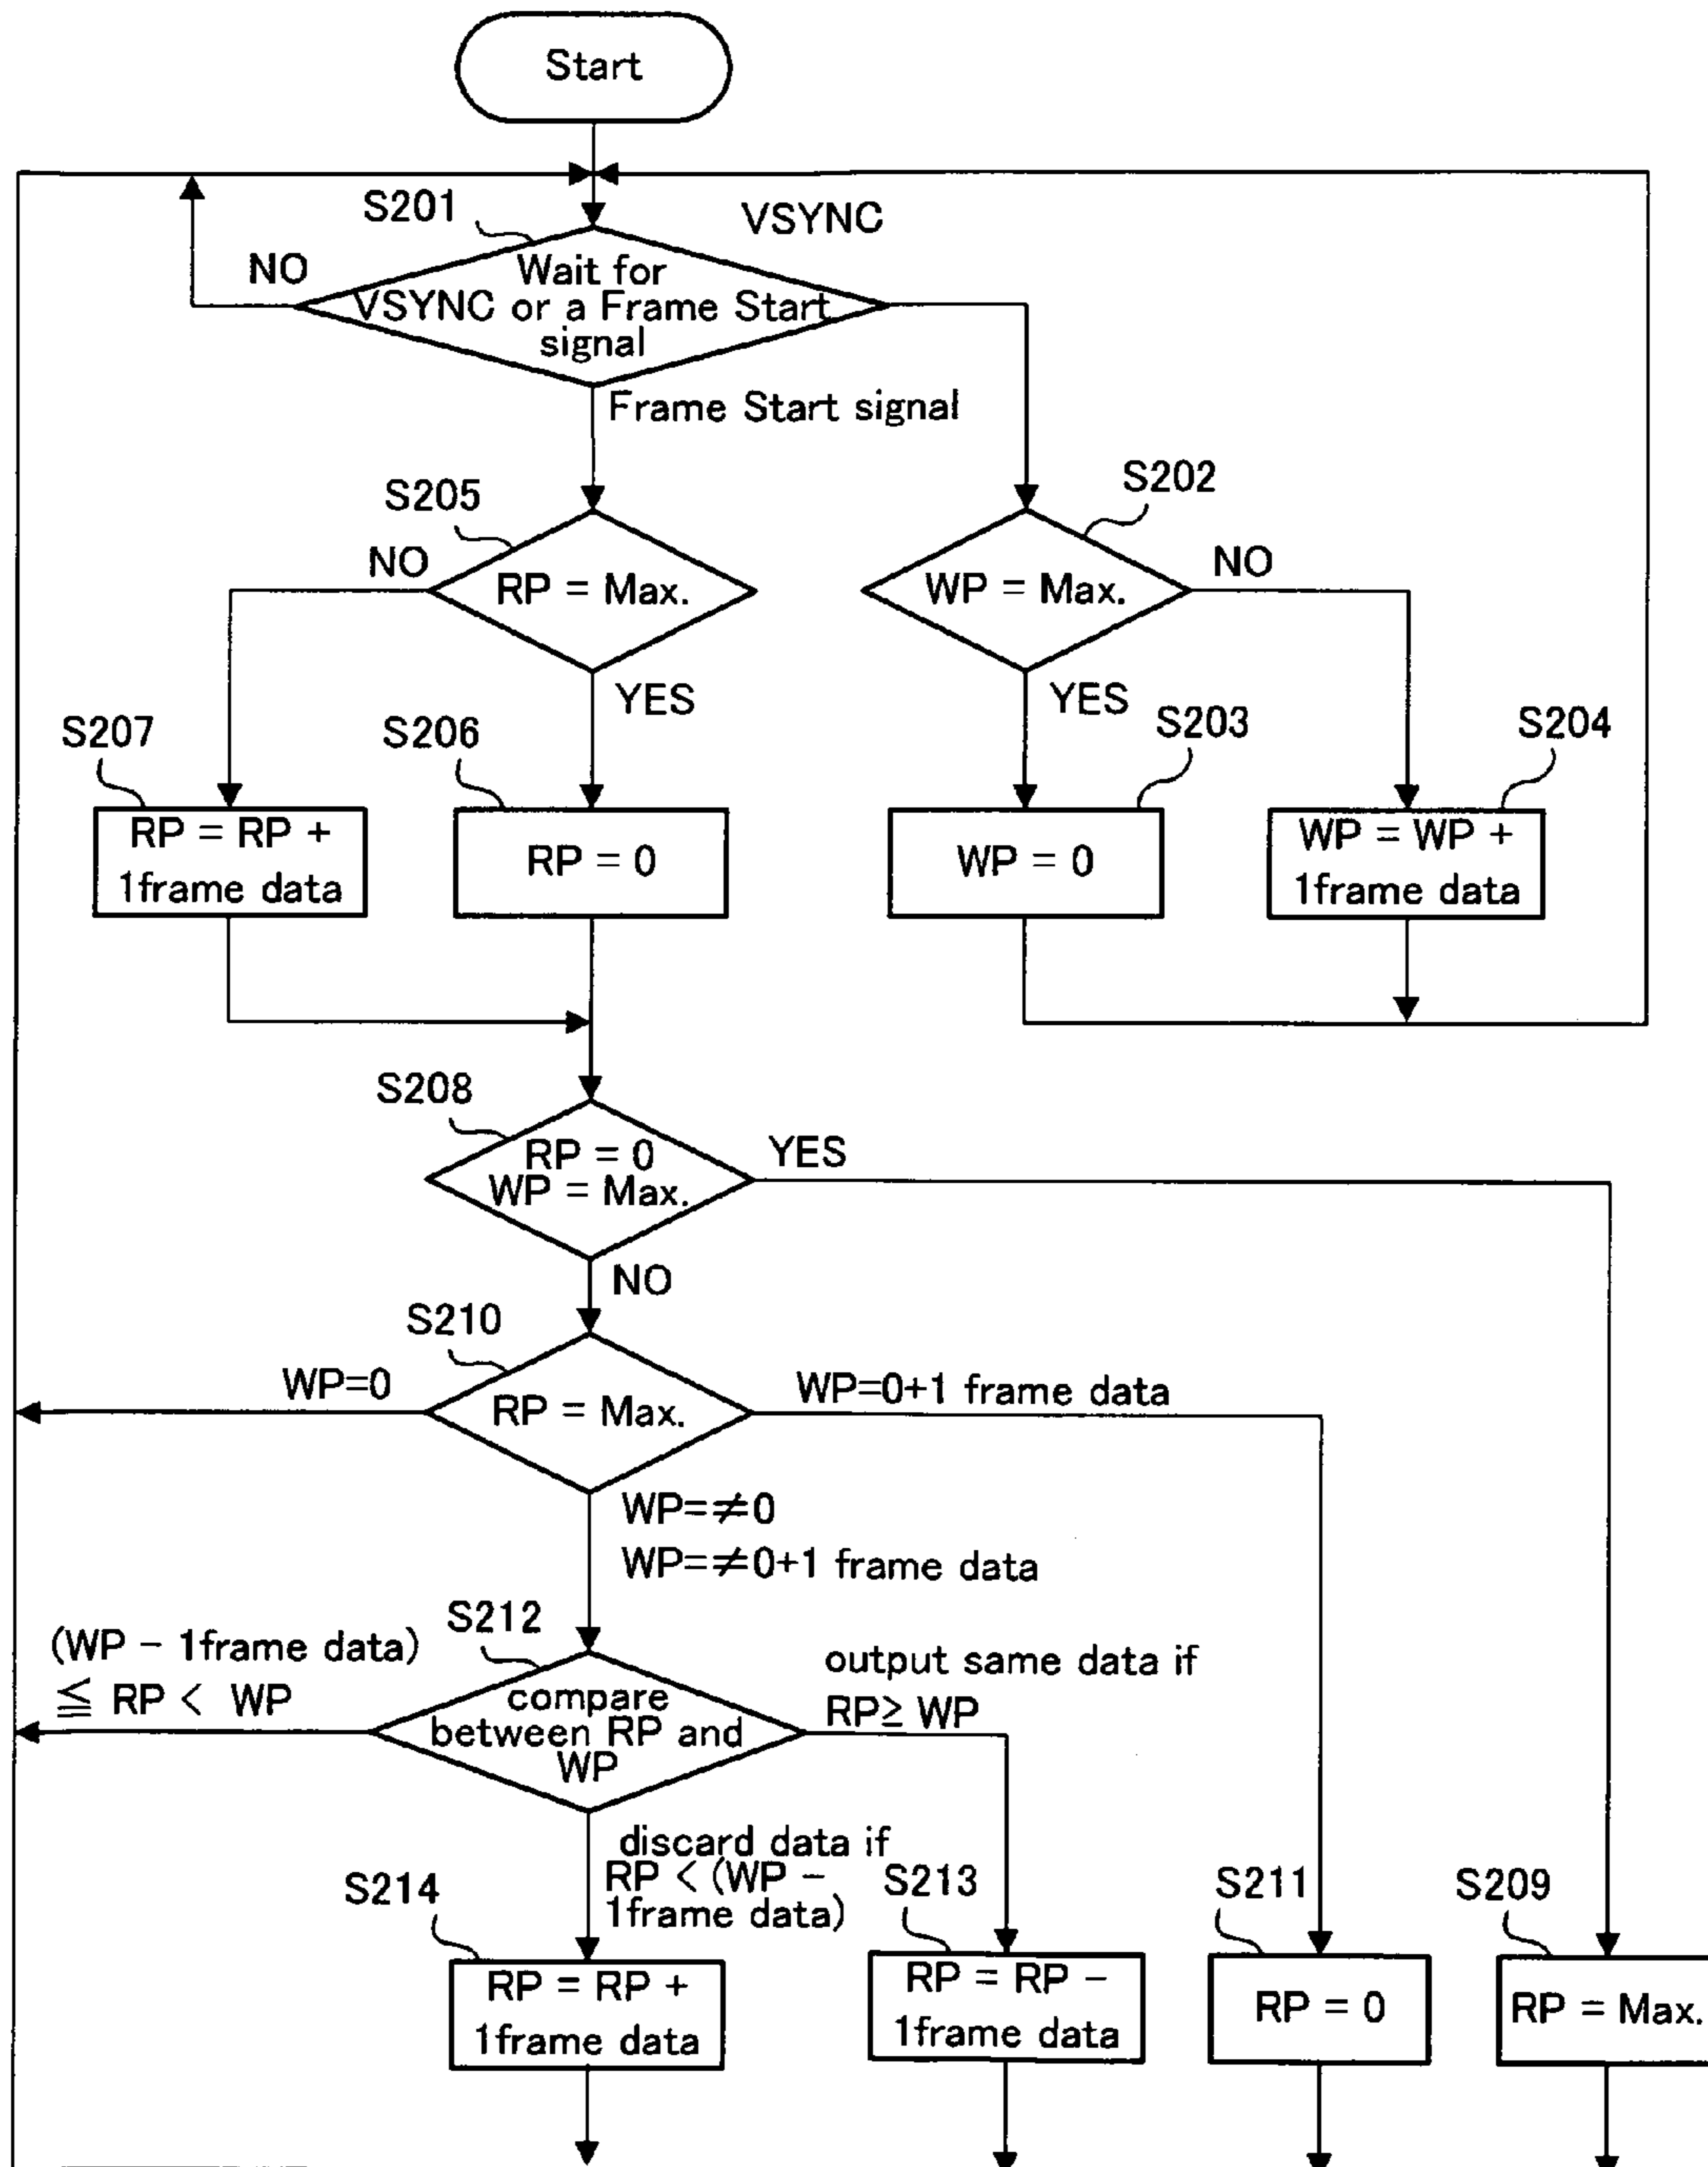 Start
S201
VSYNC
NO
Wait for
VSYNC or a Frame Start
signal
Frame Start signal
S205
S202
NO
RP = Max.
WP = Max.
NO
YES
YES
S207
S206
S203
S204
RP = RP +
1frame data
RP = 0
WP = 0
WP = WP +
1frame data
S208
RP = 0
WP = Max.
YES
NO
S210
WP=0
RP = Max.
WP=0+1 frame data
WP=≠0
WP=≠0+1 frame data
S212
(WP - 1frame data)
≦ RP < WP
compare
between RP and
WP
output same data if
RP≥ WP
discard data if
RP < (WP -
1frame data)
S214
S213
S211
S209
RP = RP +
1frame data
RP = RP -
1frame data
RP = 0
RP = Max.